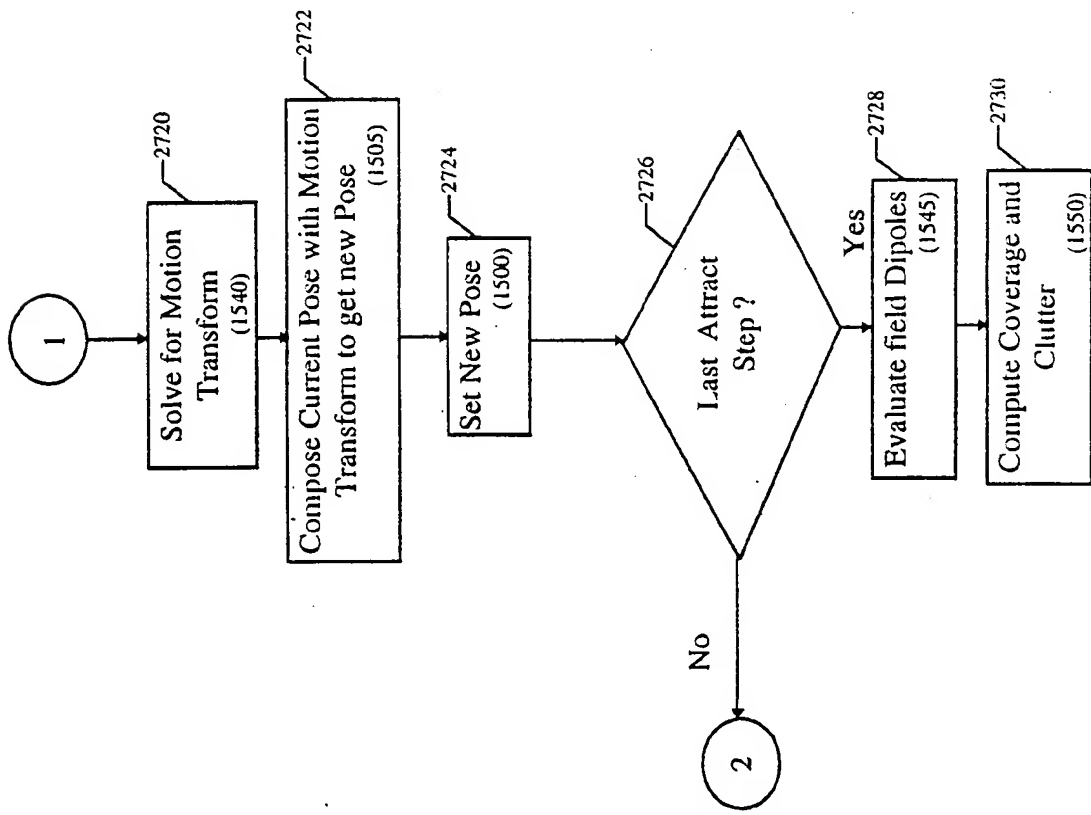 1
2720
Solve for Motion
Transform
(1540)
2722
Compose Current Pose with Motion
Transform to get new Pose
(1505)
2724
Set New Pose
(1500)
2726
Last Attract
Step ?
No
2
Yes
2728
Evaluate field Dipoles
(1545)
2730
Compute Coverage and
Clutter
(1550)